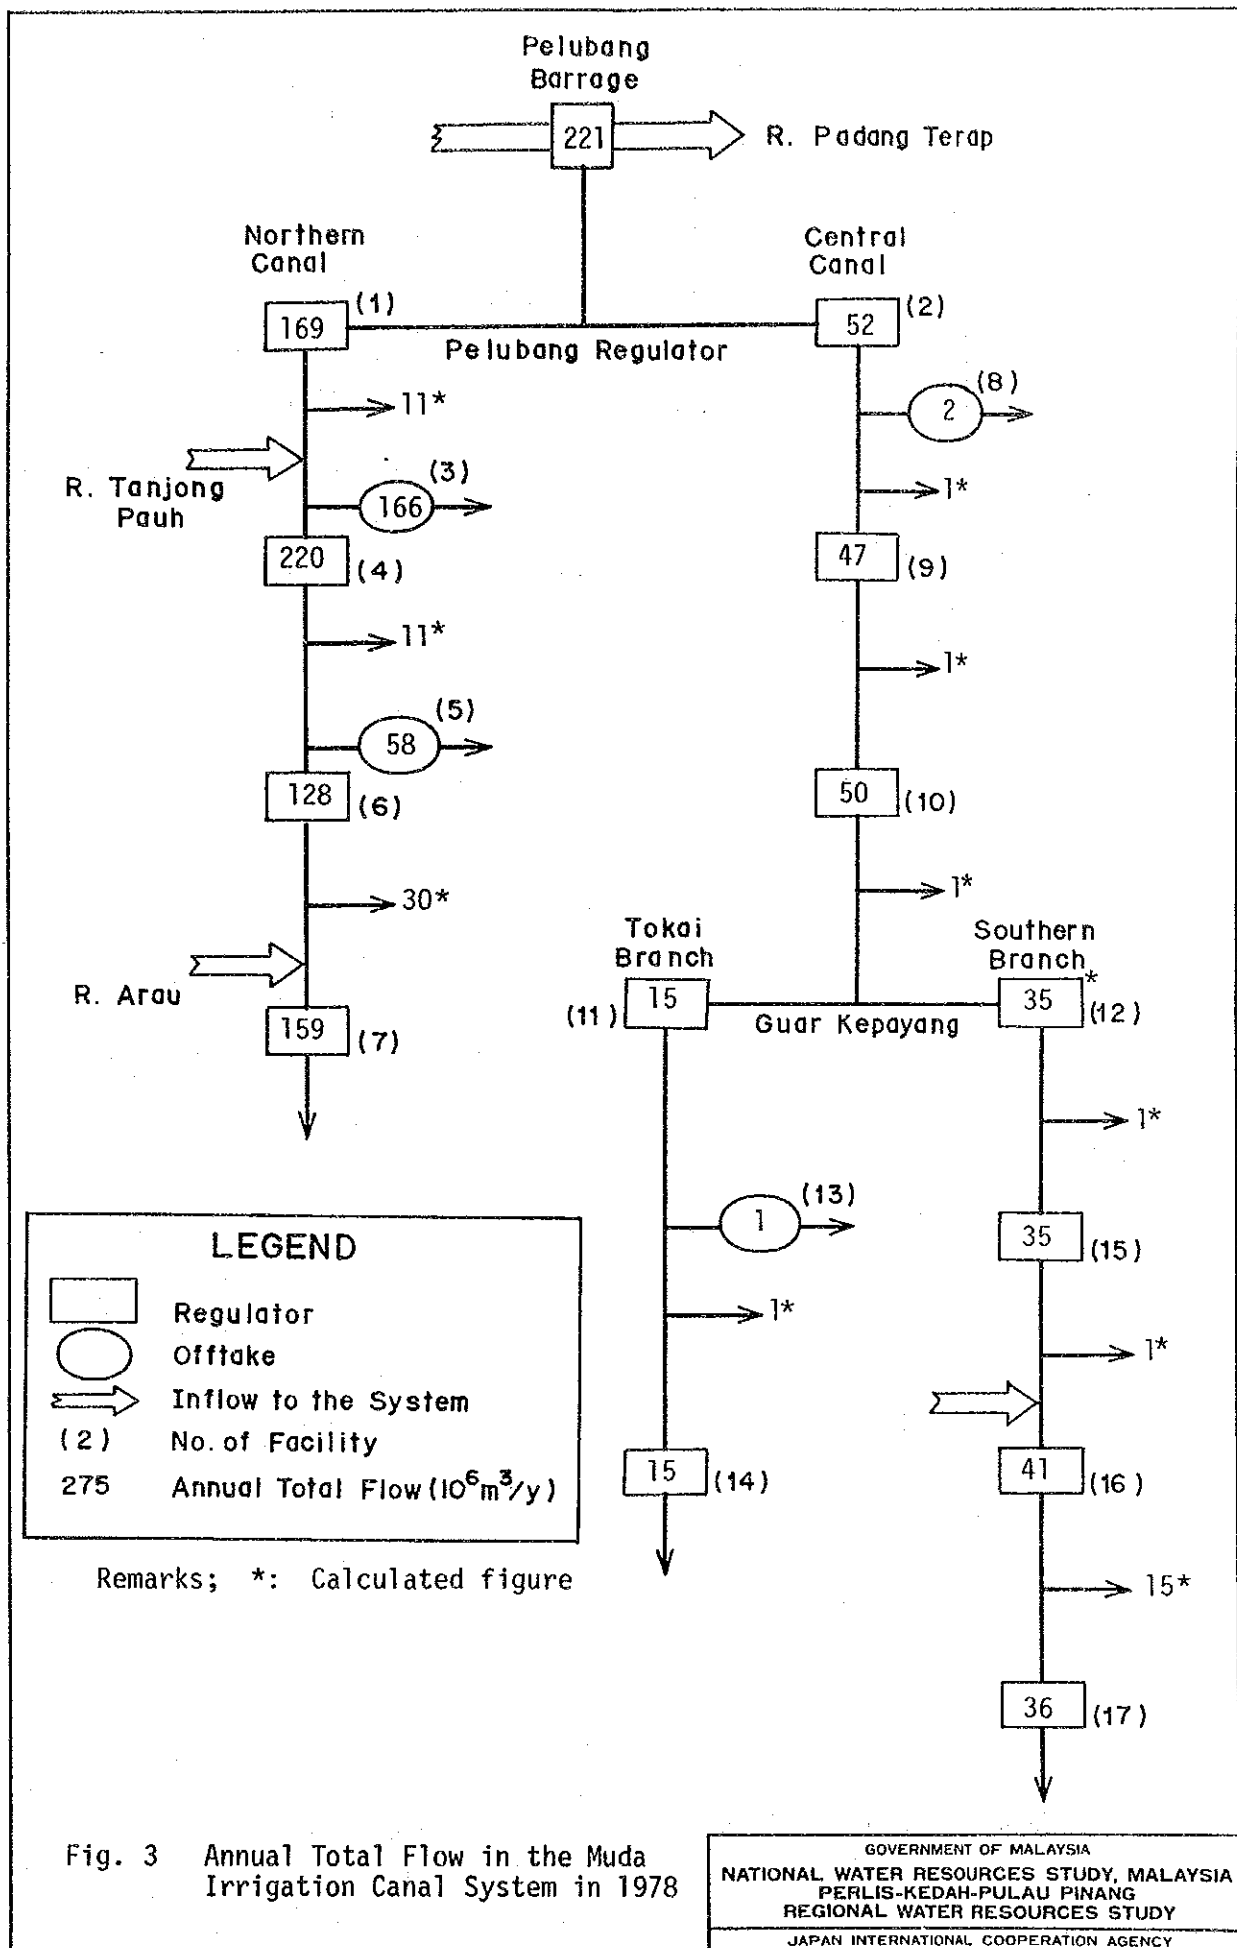 Pelubang
Barrage
221
R. Padang Terap
Northern
Canal
Central
Canal
169
(1)
52
(2)
Pelubang Regulator
11*
2
(8)
R. Tanjong
Pauh
166
(3)
1*
220
(4)
47
(9)
11*
1*
58
(5)
128
(6)
50
(10)
30*
1*
R. Arau
159
(7)
Tokai
Branch
15
(11)
Guar Kepayang
Southern
Branch
35
*
(12)
1*
1
(13)
1*
35
(15)
1*
15
(14)
41
(16)
15*
36
(17)
LEGEND
Regulator
Offtake
Inflow to the System
(2) No. of Facility
275 Annual Total Flow (10⁶m³/y)
Remarks; *: Calculated figure
Fig. 3 Annual Total Flow in the Muda
Irrigation Canal System in 1978
GOVERNMENT OF MALAYSIA
NATIONAL WATER RESOURCES STUDY, MALAYSIA
PERLIS-KEDAH-PULAU PINANG
REGIONAL WATER RESOURCES STUDY
JAPAN INTERNATIONAL COOPERATION AGENCY